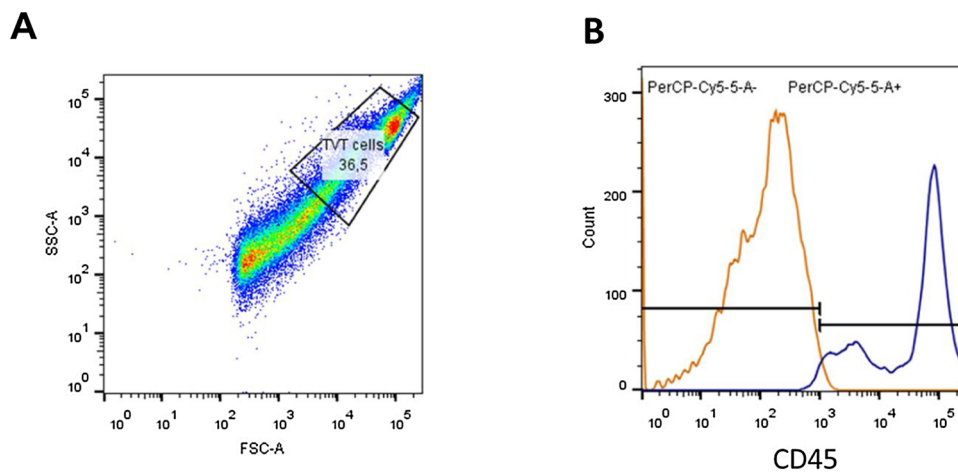 A
B
SSC-A
10⁵
10⁴
10³
10²
10¹
10⁰
TVT cells
36,5
10⁰ 10¹ 10² 10³ 10⁴ 10⁵
FSC-A
PerCP-Cy5-5-A- PerCP-Cy5-5-A+
Count
300
200
100
0
10⁰ 10¹ 10² 10³ 10⁴ 10⁵
CD45